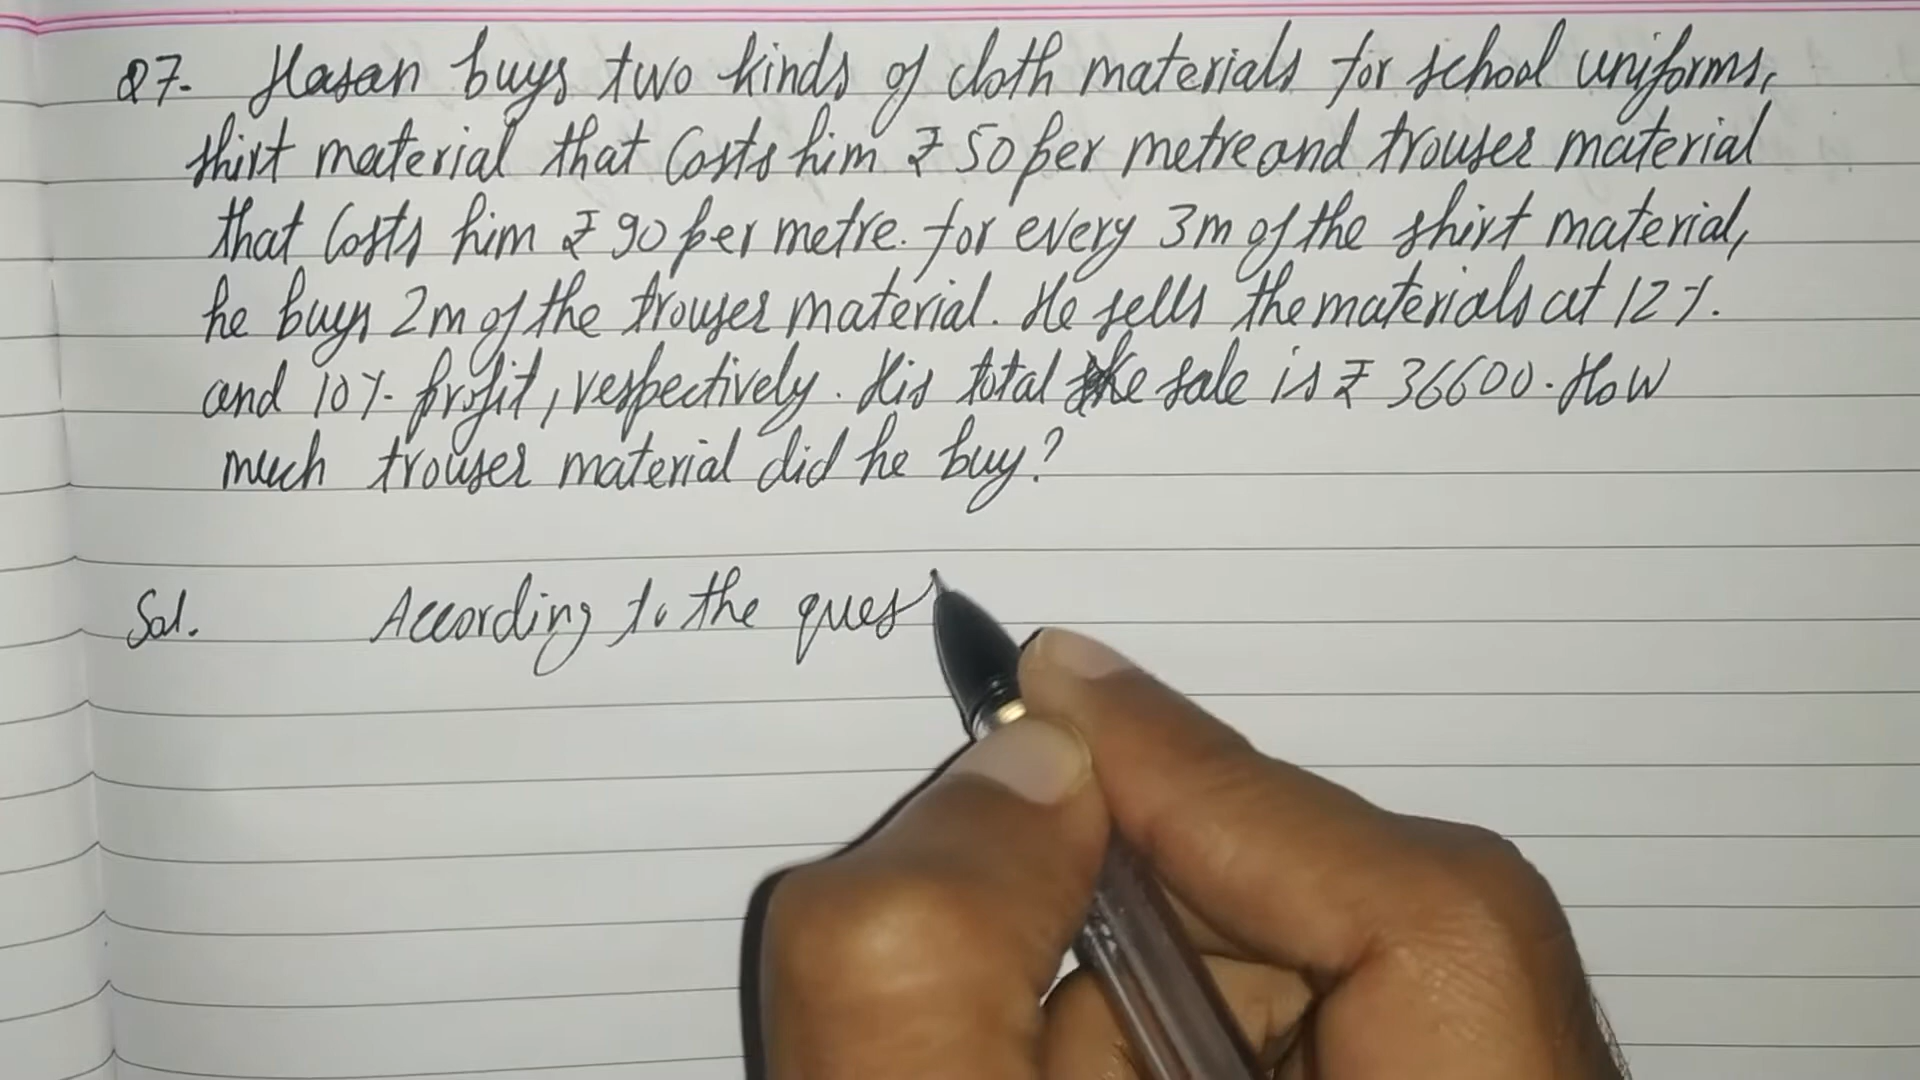 Q7. Hasan buys two kinds of cloth materials for school uniforms,
shirt material that costs him ₹ 50 per metre and trouser material
that costs him ₹ 90 per metre. for every 3m of the shirt material,
he buys 2m of the trouser material. He sells the materials at 12%.
and 10%. profit, respectively. His total sale is ₹ 36600. How
much trouser material did he buy?
Sol. According to the quest